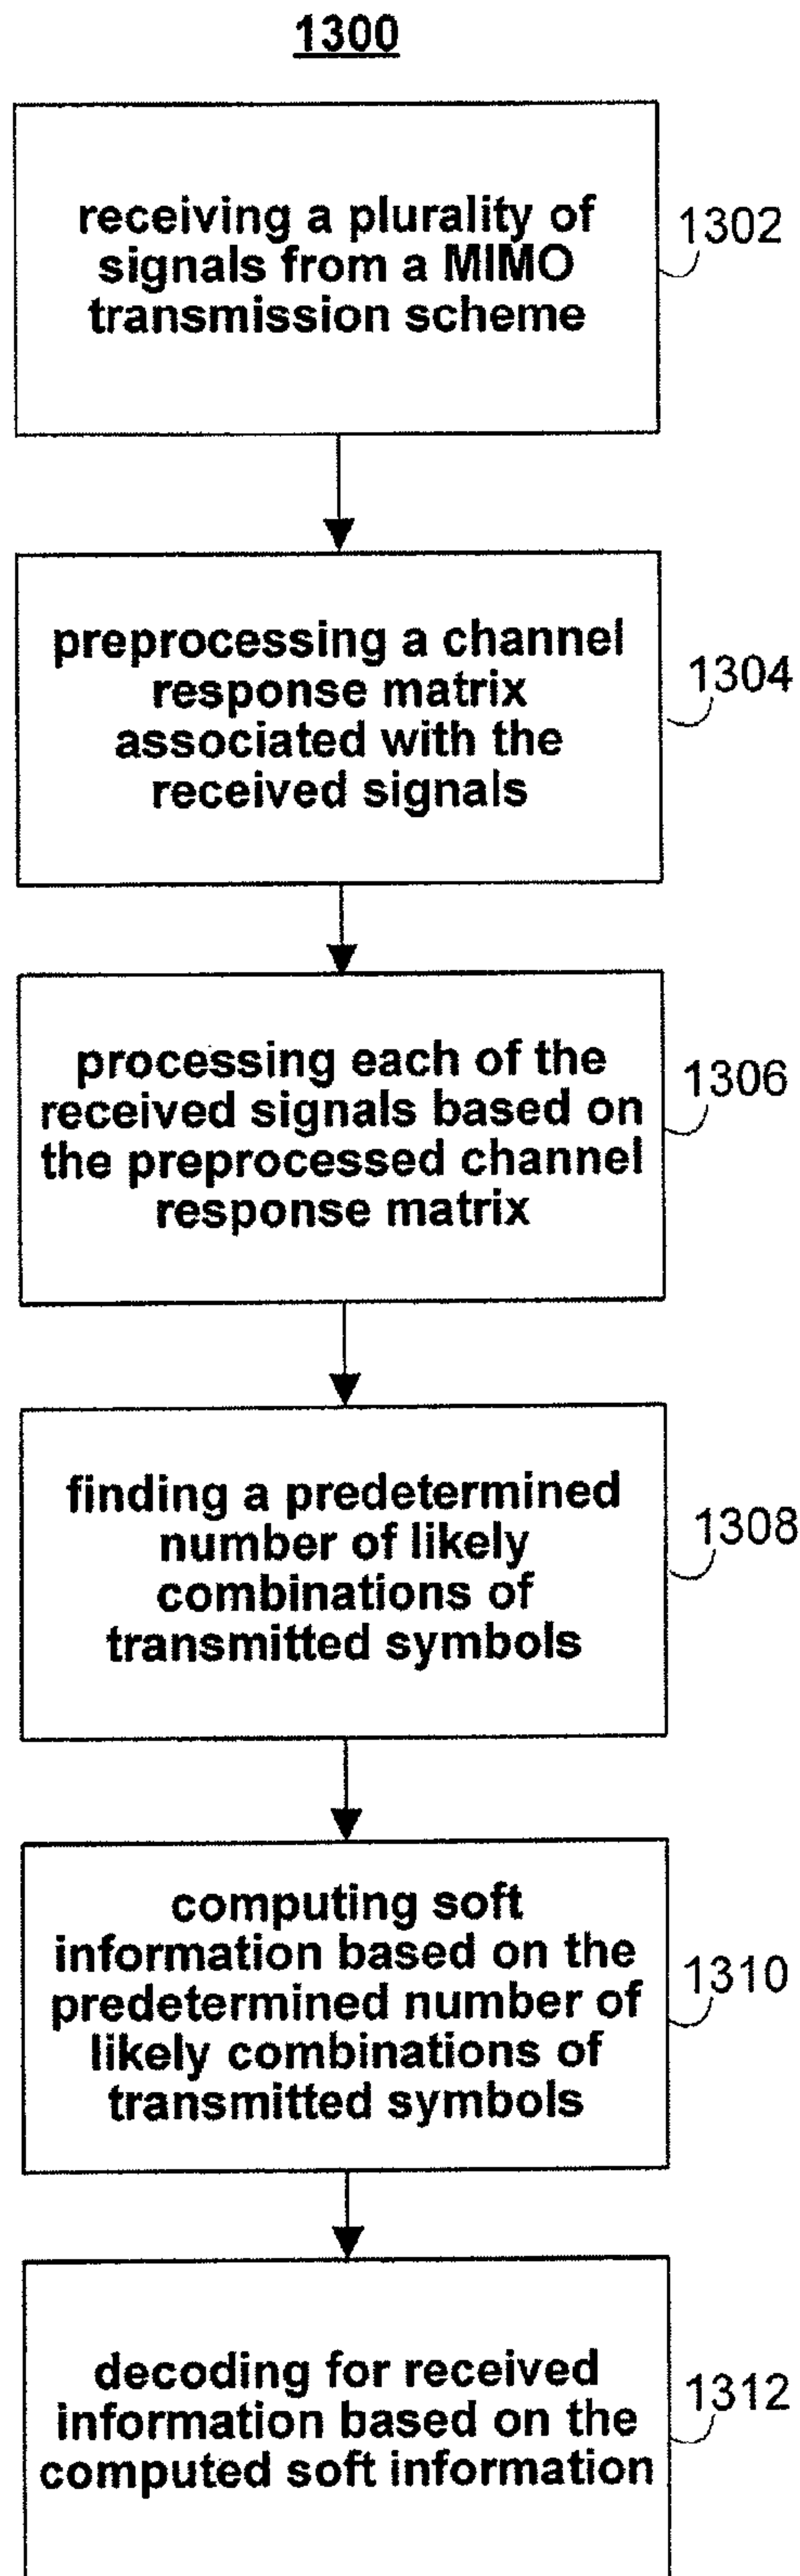 1300
receiving a plurality of
signals from a MIMO
transmission scheme
1302
preprocessing a channel
response matrix
associated with the
received signals
1304
processing each of the
received signals based on
the preprocessed channel
response matrix
1306
finding a predetermined
number of likely
combinations of
transmitted symbols
1308
computing soft
information based on the
predetermined number of
likely combinations of
transmitted symbols
1310
decoding for received
information based on the
computed soft information
1312